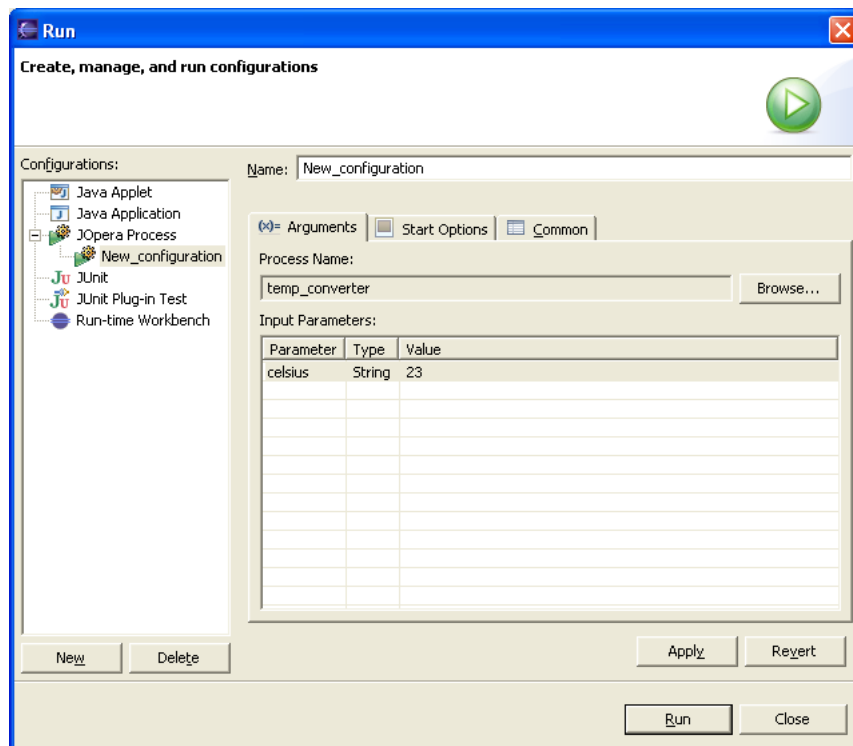 Run
Create, manage, and run configurations
Configurations:
Java Applet
Java Application
JOpera Process
New_configuration
JUnit
JUnit Plug-in Test
Run-time Workbench
New Delete
Name: New_configuration
(x)= Arguments Start Options Common
Process Name:
temp_converter Browse...
Input Parameters:
Parameter Type Value
celsius String 23
Apply Revert
Run Close